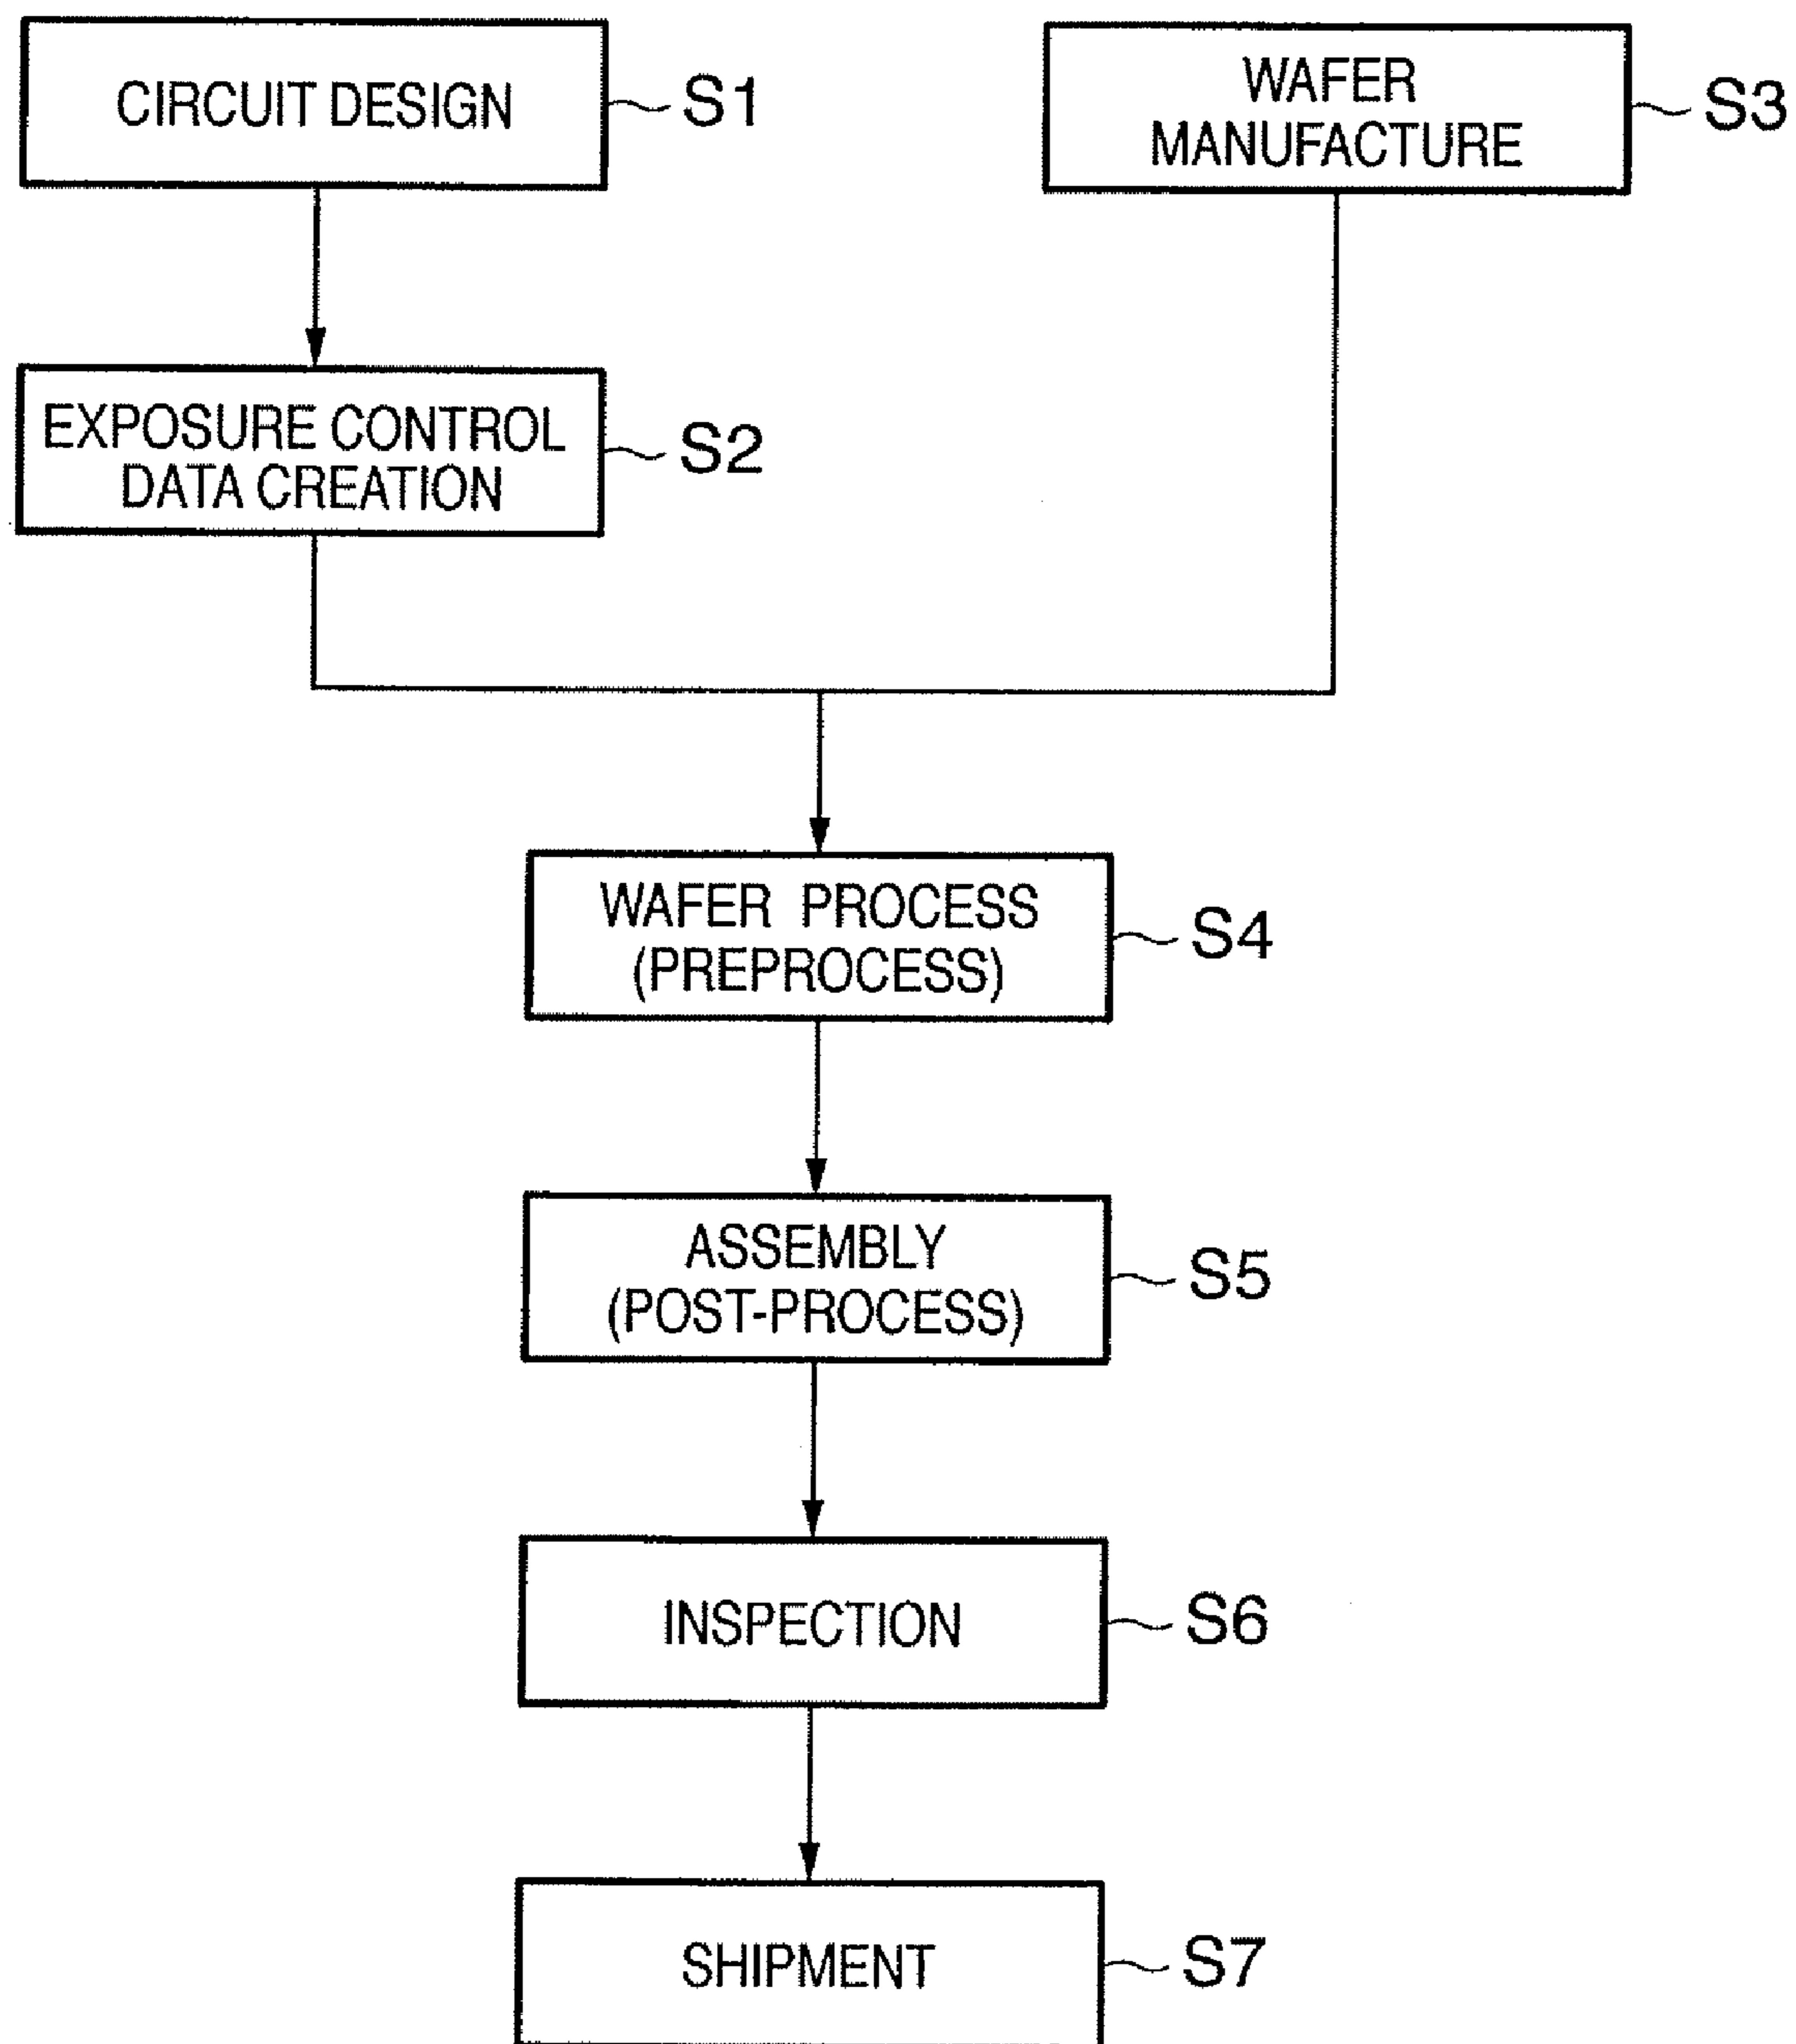 CIRCUIT DESIGN
S1
WAFER
MANUFACTURE
S3
EXPOSURE CONTROL
DATA CREATION
S2
WAFER PROCESS
(PREPROCESS)
S4
ASSEMBLY
(POST-PROCESS)
S5
INSPECTION
S6
SHIPMENT
S7